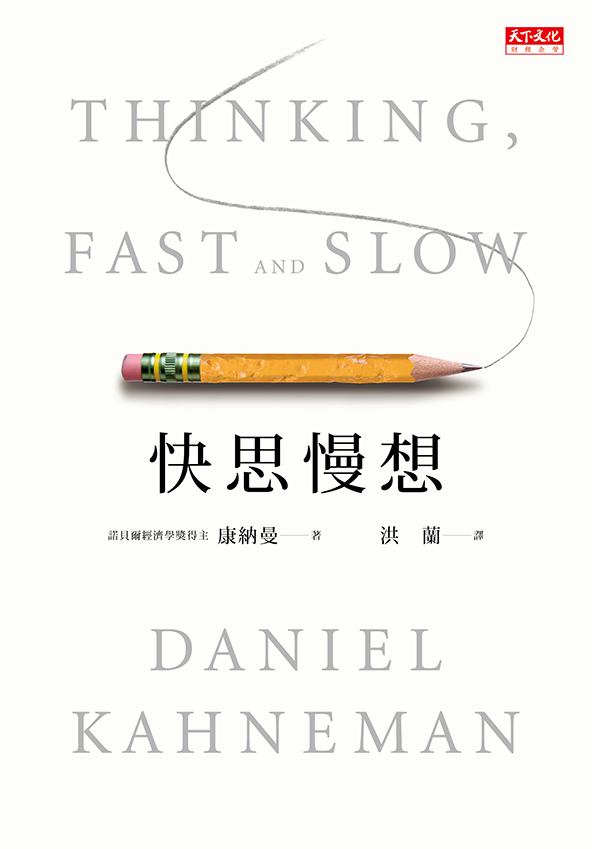 天下文化
財經企管
THINKING,
FAST AND SLOW
快思慢想
諾貝爾經濟學獎得主 康納曼——著 洪 蘭——譯
DANIEL
KAHNEMAN